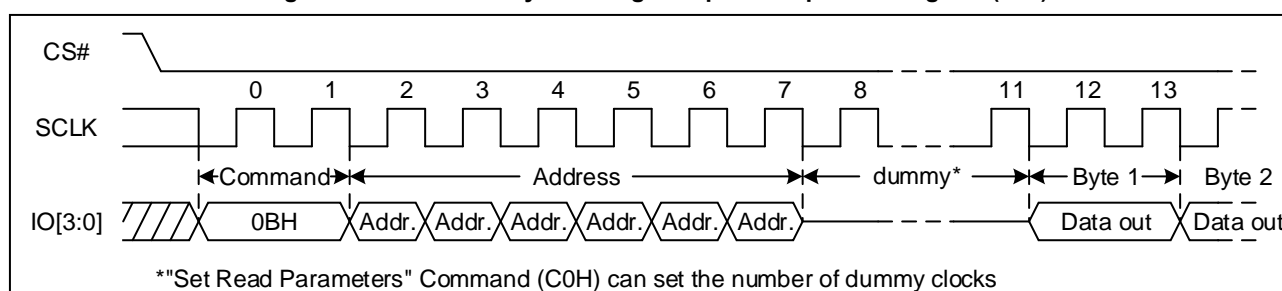 CS#
0 1 2 3 4 5 6 7 8 11 12 13
SCLK
Command Address dummy* Byte 1 Byte 2
IO[3:0] 0BH Addr. Addr. Addr. Addr. Addr. Addr. Data out Data out
*"Set Read Parameters" Command (C0H) can set the number of dummy clocks